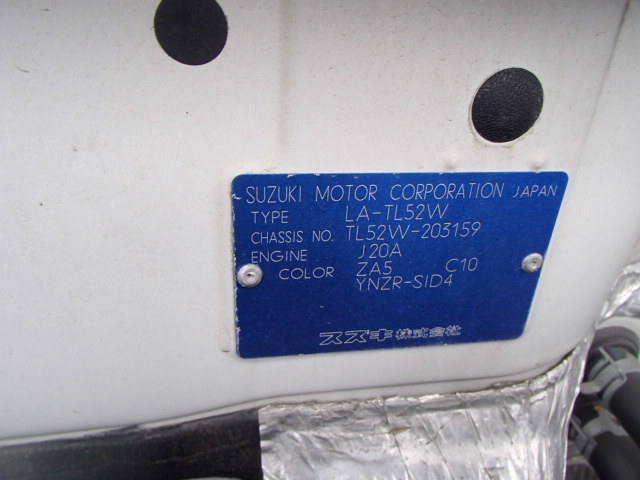 SUZUKI MOTOR CORPORATION JAPAN
TYPE LA-TL52W
CHASSIS NO. TL52W-203159
ENGINE J20A
COLOR ZA5 C10
YNZR-SID4
スズキ株式会社